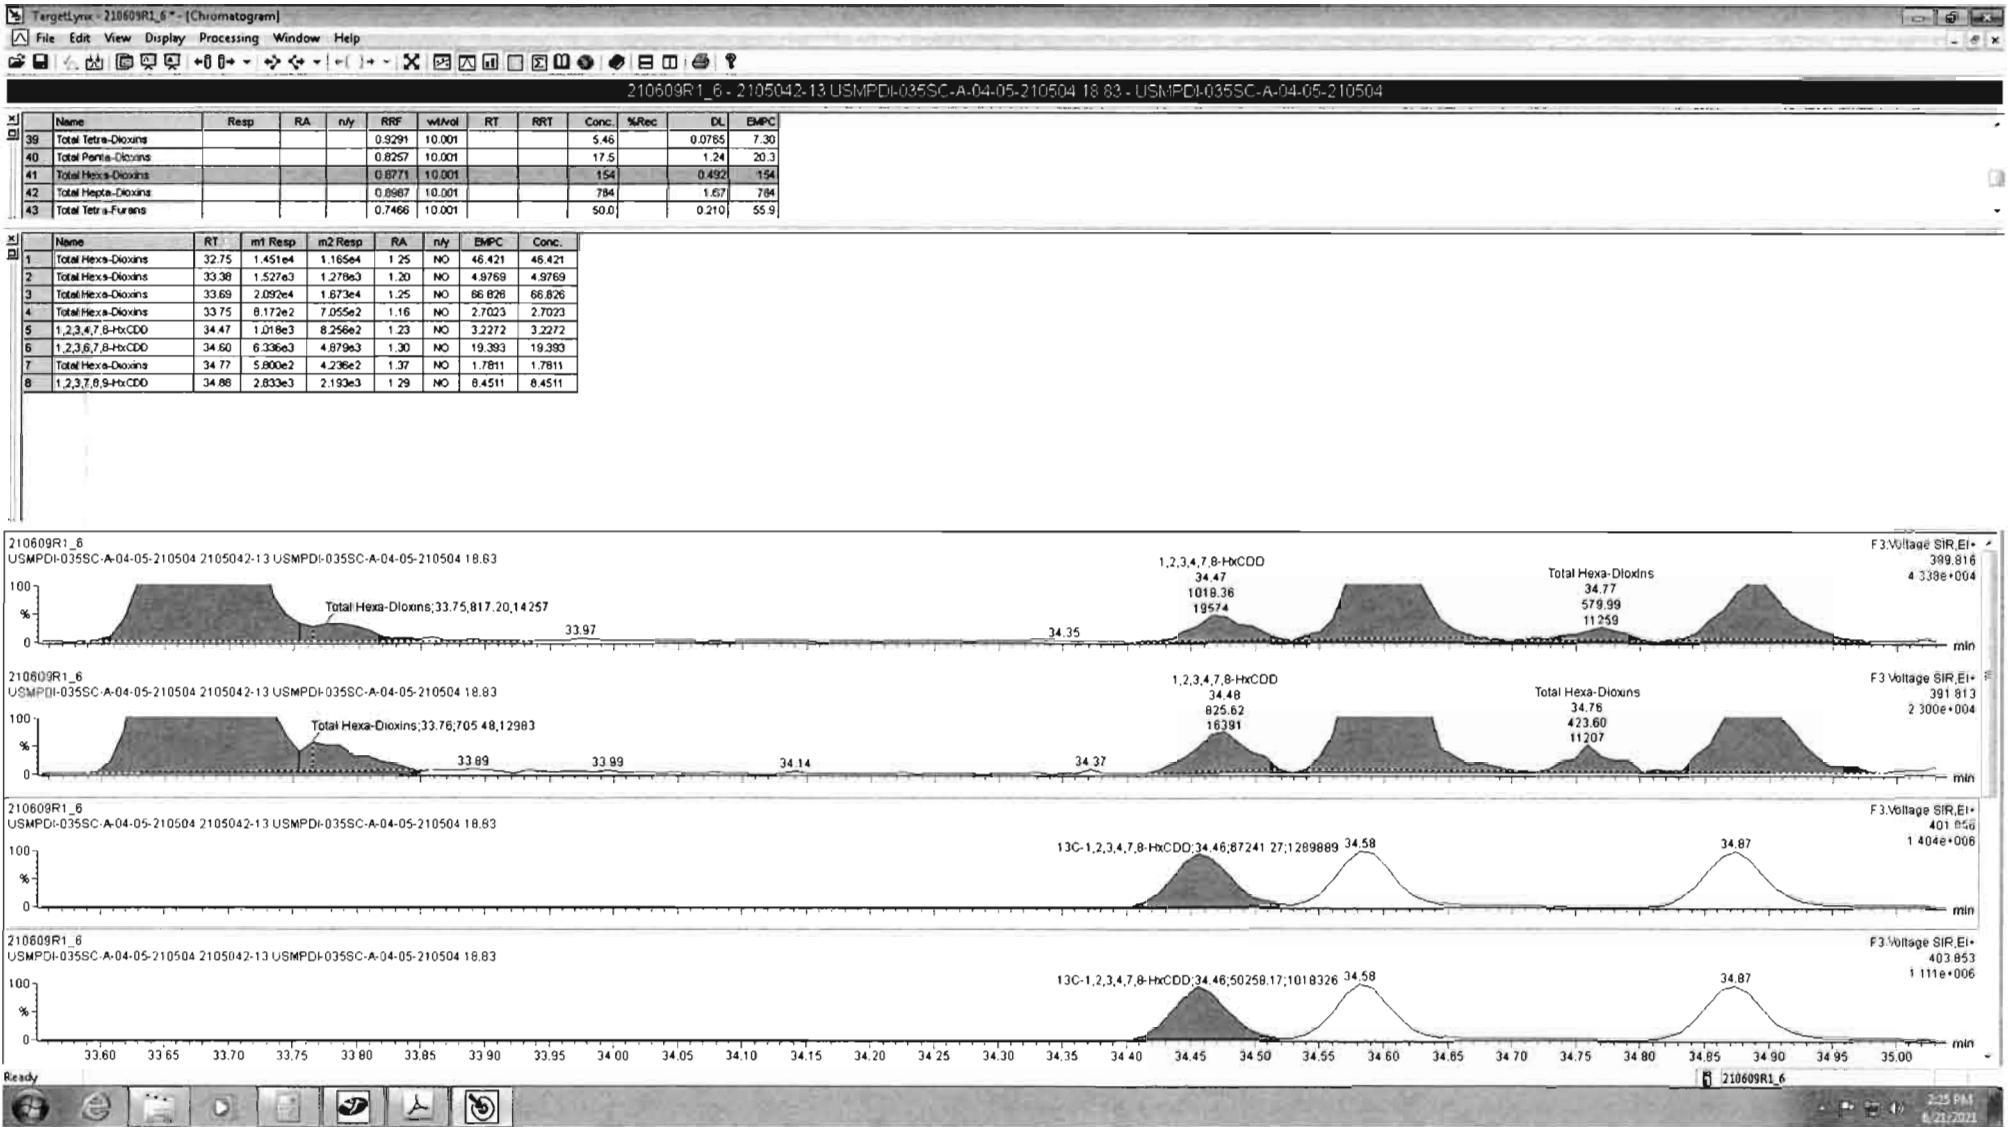 TargetLynx - 210609R1_6 * - [Chromatogram]
File Edit View Display Processing Window Help
210609R1_6 - 2105042-13 USMPDI-035SC-A-04-05-210504 18.83 - USMPDI-035SC-A-04-05-210504
Name Resp RA n/y RRF wt/vol RT RRT Conc. %Rec DL EMPC
39 Total Tetra-Dioxins 0.9291 10.001 5.46 0.0765 7.30
40 Total Penta-Dioxins 0.8257 10.001 17.5 1.24 20.3
41 Total Hexa-Dioxins 0.8771 10.001 154 0.492 154
42 Total Hepta-Dioxins 0.8987 10.001 784 1.67 784
43 Total Tetra-Furans 0.7466 10.001 50.0 0.210 55.9
Name RT m1 Resp m2 Resp RA n/y EMPC Conc.
1 Total Hexa-Dioxins 32.75 1.451e4 1.165e4 1.25 NO 46.421 46.421
2 Total Hexa-Dioxins 33.38 1.527e3 1.278e3 1.20 NO 4.9769 4.9769
3 Total Hexa-Dioxins 33.69 2.092e4 1.673e4 1.25 NO 66.826 66.826
4 Total Hexa-Dioxins 33.75 8.172e2 7.055e2 1.16 NO 2.7023 2.7023
5 1,2,3,4,7,8-HxCDD 34.47 1.018e3 8.256e2 1.23 NO 3.2272 3.2272
6 1,2,3,6,7,8-HxCDD 34.60 6.336e3 4.879e3 1.30 NO 19.393 19.393
7 Total Hexa-Dioxins 34.77 5.800e2 4.236e2 1.37 NO 1.7811 1.7811
8 1,2,3,7,8,9-HxCDD 34.88 2.833e3 2.193e3 1.29 NO 8.4511 8.4511
210609R1_6
USMPDI-035SC-A-04-05-210504 2105042-13 USMPDI-035SC-A-04-05-210504 18.83
F3:Voltage SIR,EI+
389.816
4.338e+004
100
%
0
Total Hexa-Dioxins;33.75,817.20,14257
33.97
34.35
1,2,3,4,7,8-HxCDD
34.47
1018.36
19574
Total Hexa-Dioxins
34.77
579.99
11259
min
210609R1_6
USMPDI-035SC-A-04-05-210504 2105042-13 USMPDI-035SC-A-04-05-210504 18.83
F3:Voltage SIR,EI+
391.813
2.300e+004
100
%
0
Total Hexa-Dioxins;33.76;705.48,12983
33.89
33.99
34.14
34.37
1,2,3,4,7,8-HxCDD
34.48
825.62
16391
Total Hexa-Dioxins
34.76
423.60
11207
min
210609R1_6
USMPDI-035SC-A-04-05-210504 2105042-13 USMPDI-035SC-A-04-05-210504 18.83
F3:Voltage SIR,EI+
401.856
1.404e+006
100
%
0
13C-1,2,3,4,7,8-HxCDD;34.46;87241.27;1289889
34.58
34.87
min
210609R1_6
USMPDI-035SC-A-04-05-210504 2105042-13 USMPDI-035SC-A-04-05-210504 18.83
F3:Voltage SIR,EI+
403.853
1.111e+006
100
%
0
13C-1,2,3,4,7,8-HxCDD;34.46;50258.17;1018326
34.58
34.87
min
33.60 33.65 33.70 33.75 33.80 33.85 33.90 33.95 34.00 34.05 34.10 34.15 34.20 34.25 34.30 34.35 34.40 34.45 34.50 34.55 34.60 34.65 34.70 34.75 34.80 34.85 34.90 34.95 35.00
Ready
210609R1_6
2:25 PM
6/21/2021